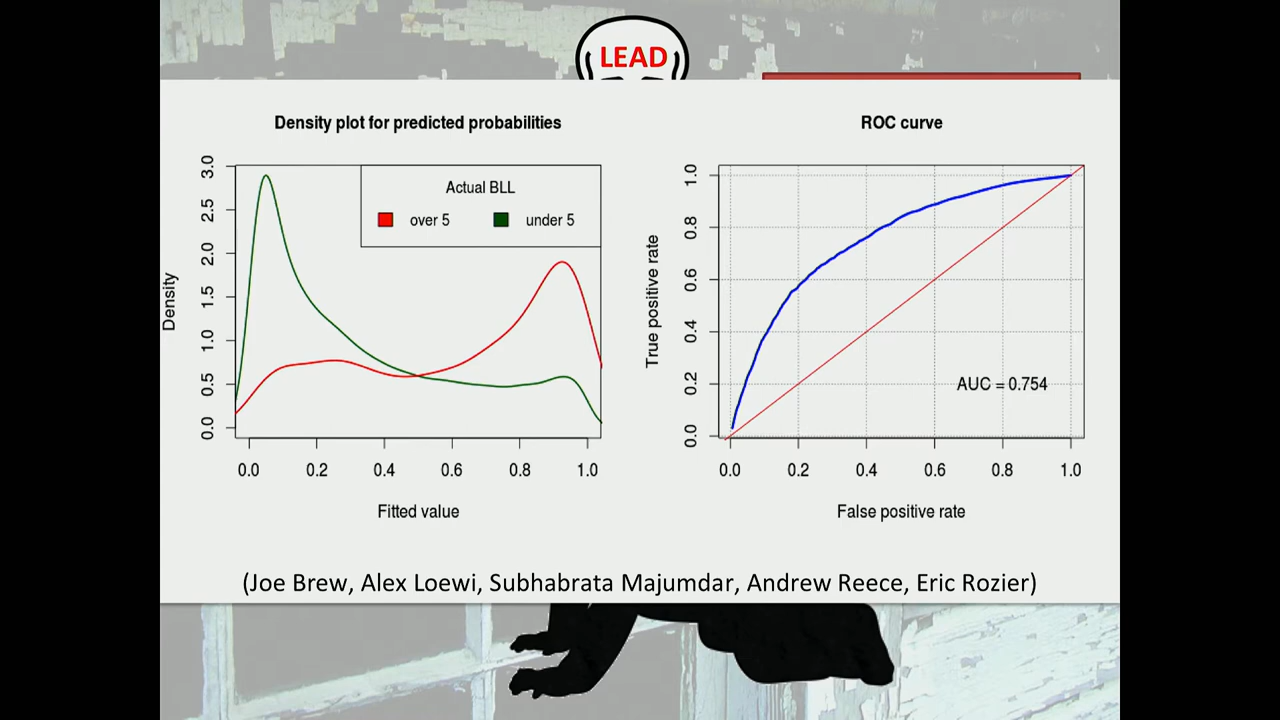 LEAD
Density plot for predicted probabilities
Density
3.0
2.5
2.0
1.5
1.0
0.5
0.0
Actual BLL
over 5
under 5
0.0 0.2 0.4 0.6 0.8 1.0
Fitted value
ROC curve
True positive rate
1.0
0.8
0.6
0.4
0.2
0.0
AUC = 0.754
0.0 0.2 0.4 0.6 0.8 1.0
False positive rate
(Joe Brew, Alex Loewi, Subhabrata Majumdar, Andrew Reece, Eric Rozier)